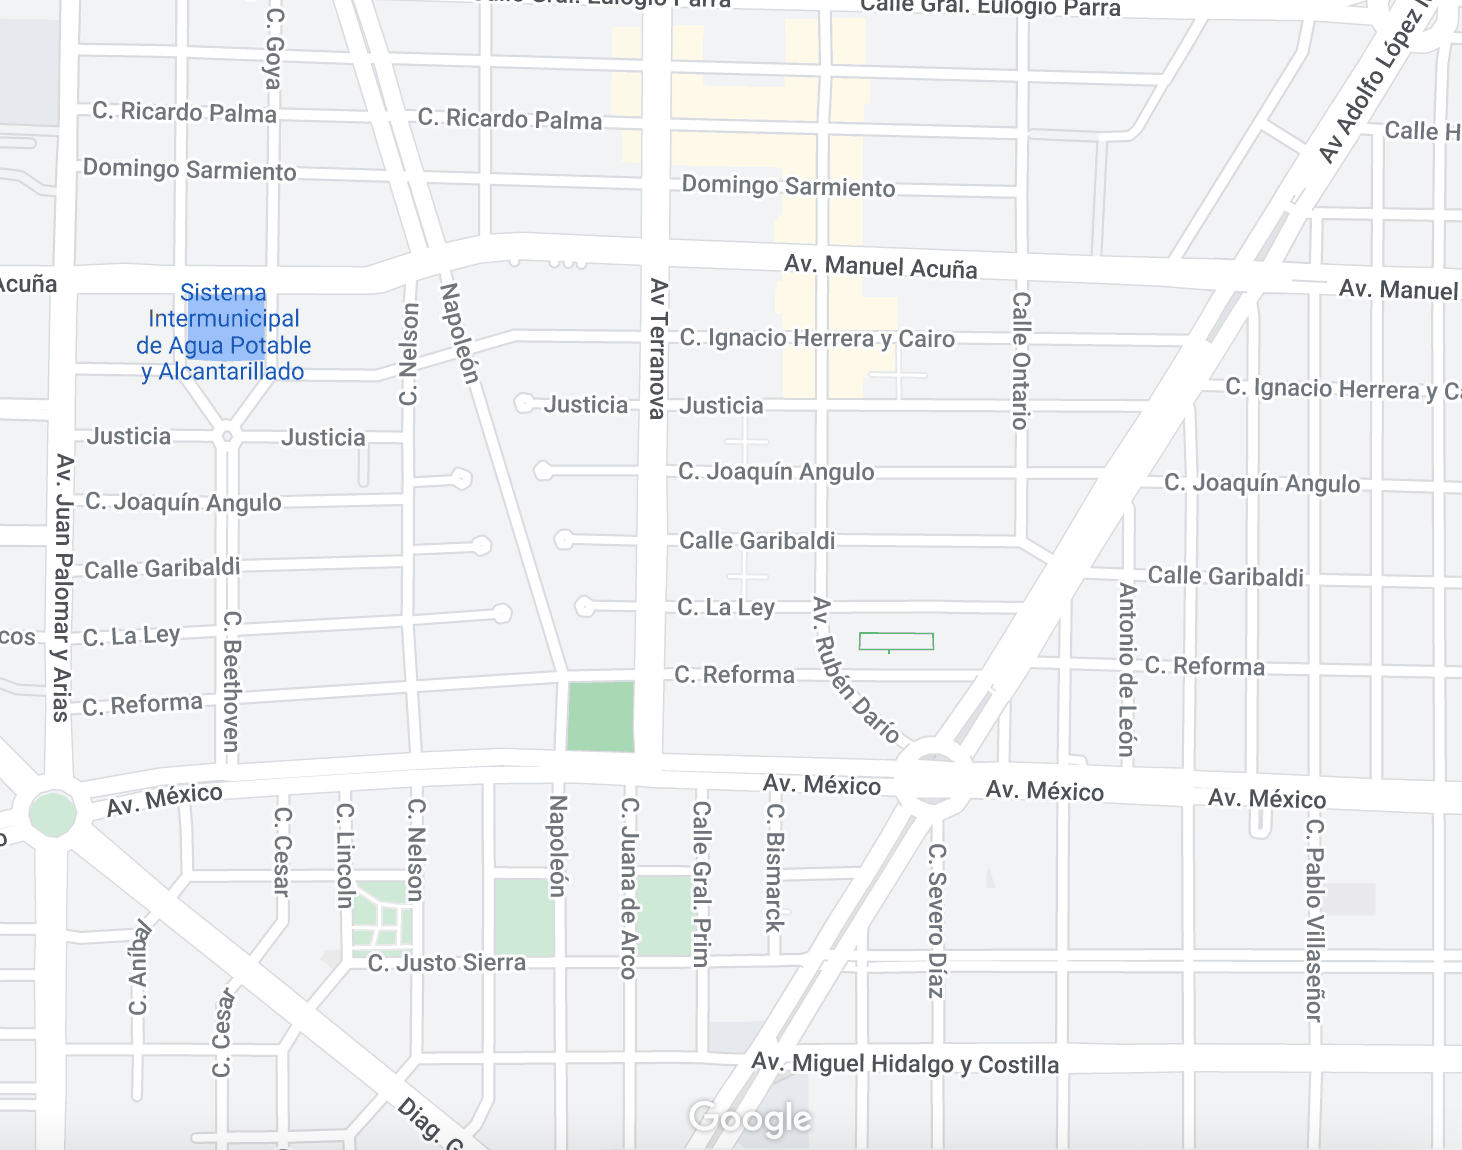 Calle Gral. Eulogio Parra
Calle Gral. Eulogio Parra
C. Goya
Av Adolfo López
C. Ricardo Palma
C. Ricardo Palma
Calle H
Domingo Sarmiento
Domingo Sarmiento
Acuña
Av. Manuel Acuña
Av. Manuel
Sistema
Intermunicipal
de Agua Potable
y Alcantarillado
C. Nelson
Napoleón
Av Terranova
C. Ignacio Herrera y Cairo
Calle Ontario
C. Ignacio Herrera y Ca
Justicia
Justicia
Justicia
Justicia
Av. Juan Palomar y Arias
C. Joaquín Angulo
C. Joaquín Angulo
C. Joaquín Angulo
Calle Garibaldi
Calle Garibaldi
Calle Garibaldi
cos
C. La Ley
C. Beethoven
C. La Ley
Av. Rubén Darío
Antonio de León
C. Reforma
C. Reforma
C. Reforma
Av. México
Av. México
Av. México
Av. México
C. Cesar
C. Lincoln
C. Nelson
Napoleón
C. Juana de Arco
Calle Gral. Prim
C. Bismarck
C. Severo Díaz
C. Pablo Villaseñor
C. Aníbal
C. Justo Sierra
C. Cesar
Av. Miguel Hidalgo y Costilla
Diag. G
Google